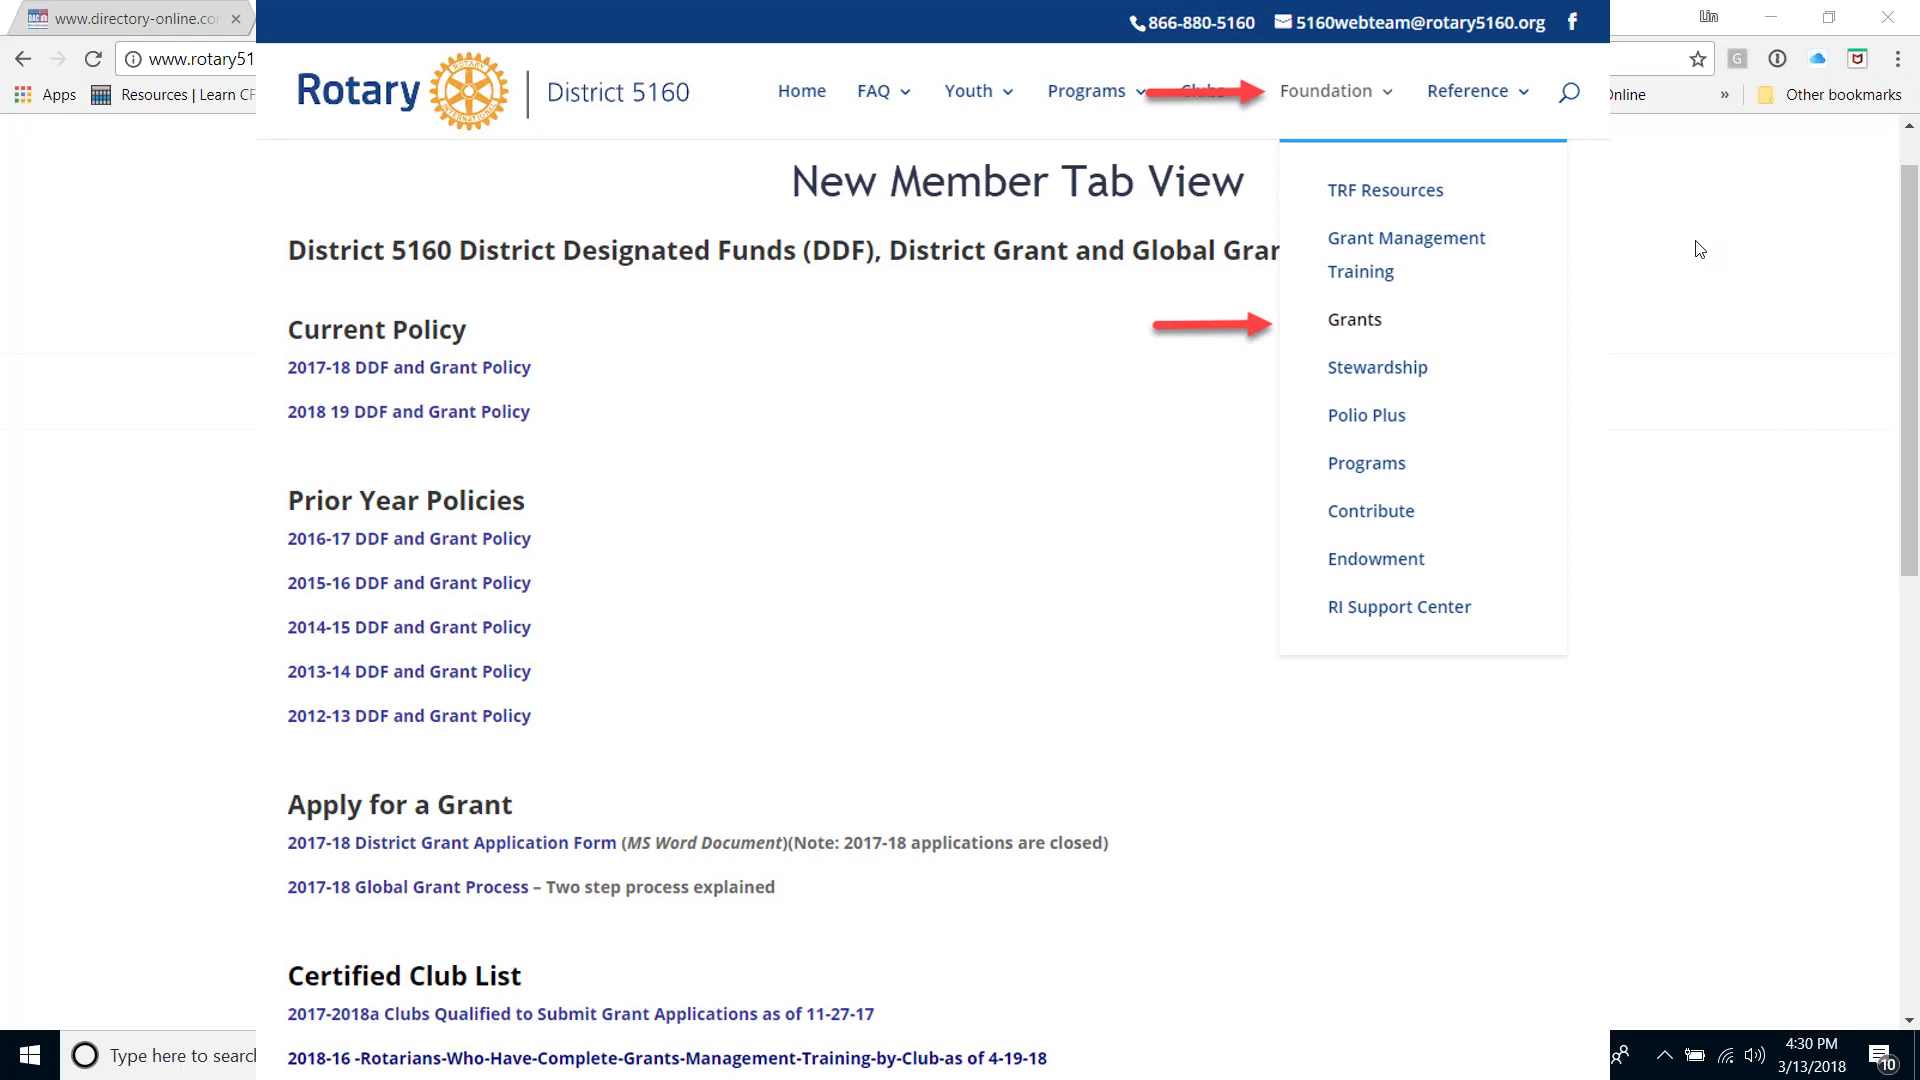 www.directory-online.co
866-880-5160 5160webteam@rotary5160.org
Lin
www.rotary51
Apps Resources | Learn CF
Rotary District 5160
Home FAQ Youth Programs Clubs Foundation Reference
Online » Other bookmarks
New Member Tab View
District 5160 District Designated Funds (DDF), District Grant and Global Gran
TRF Resources
Grant Management
Training
Grants
Stewardship
Polio Plus
Programs
Contribute
Endowment
RI Support Center
Current Policy
2017-18 DDF and Grant Policy
2018 19 DDF and Grant Policy
Prior Year Policies
2016-17 DDF and Grant Policy
2015-16 DDF and Grant Policy
2014-15 DDF and Grant Policy
2013-14 DDF and Grant Policy
2012-13 DDF and Grant Policy
Apply for a Grant
2017-18 District Grant Application Form (MS Word Document)(Note: 2017-18 applications are closed)
2017-18 Global Grant Process – Two step process explained
Certified Club List
2017-2018a Clubs Qualified to Submit Grant Applications as of 11-27-17
2018-16 -Rotarians-Who-Have-Complete-Grants-Management-Training-by-Club-as of 4-19-18
Type here to search
4:30 PM
3/13/2018
10